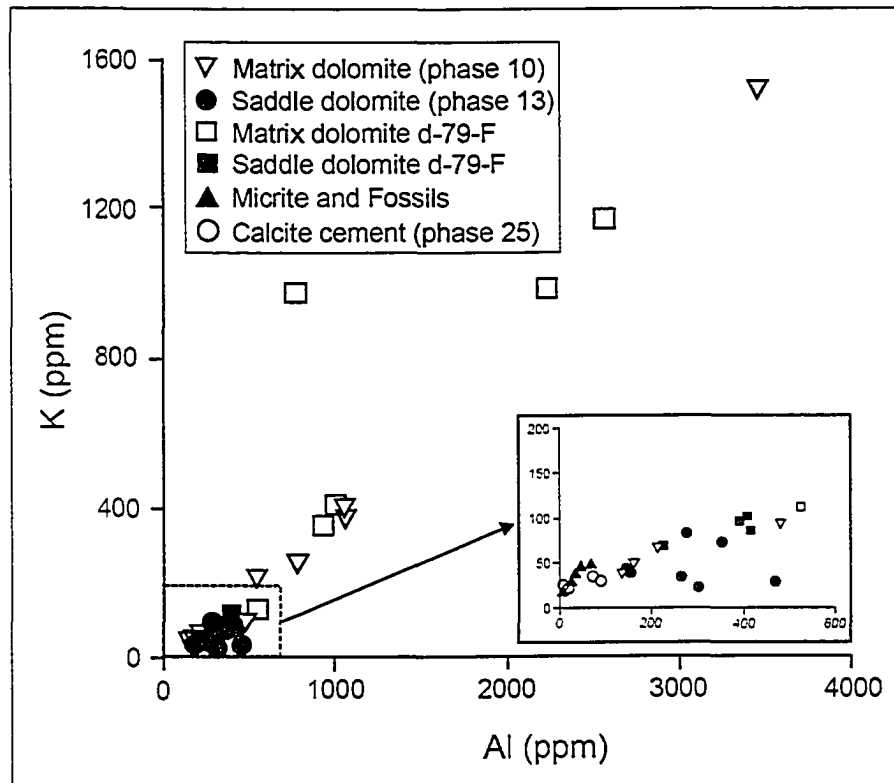 1600
1200
800
400
0
K (ppm)
Matrix dolomite (phase 10)
Saddle dolomite (phase 13)
Matrix dolomite d-79-F
Saddle dolomite d-79-F
Micrite and Fossils
Calcite cement (phase 25)
200
150
100
50
0
0 200 400 600
0 1000 2000 3000 4000
Al (ppm)